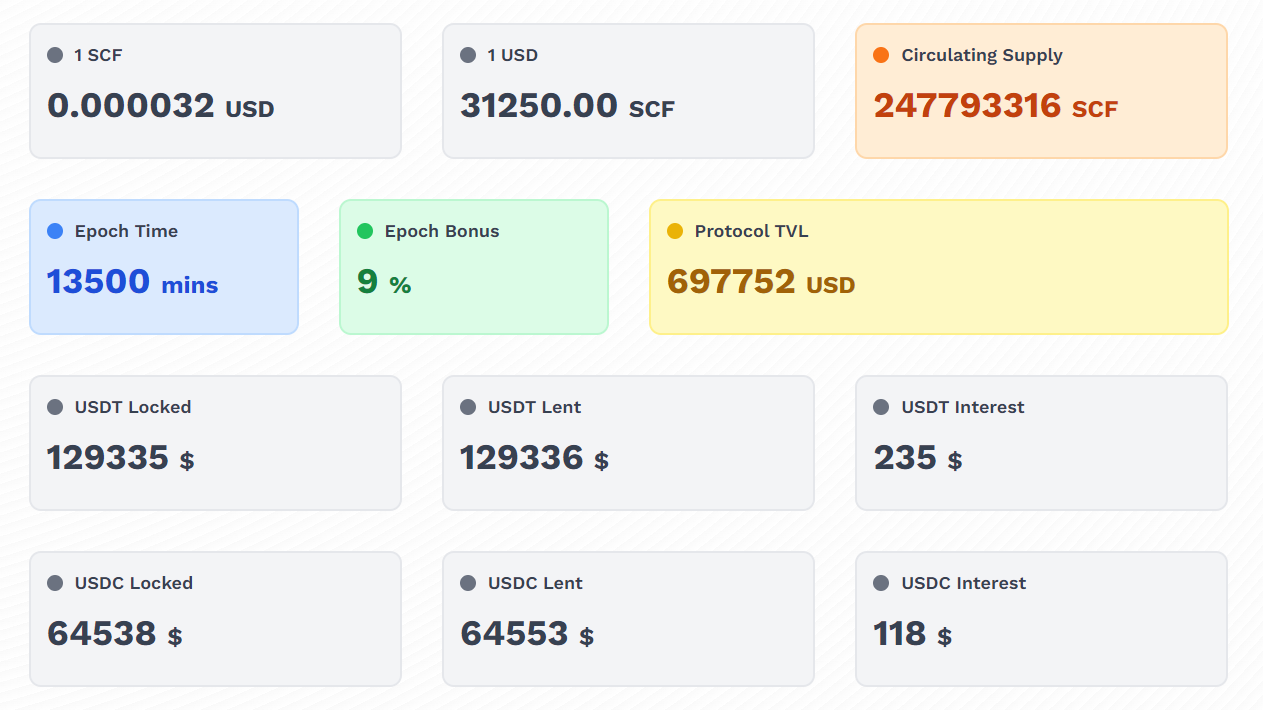 1 SCF
0.000032 USD
1 USD
31250.00 SCF
Circulating Supply
247793316 SCF
Epoch Time
13500 mins
Epoch Bonus
9 %
Protocol TVL
697752 USD
USDT Locked
129335 $
USDT Lent
129336 $
USDT Interest
235 $
USDC Locked
64538 $
USDC Lent
64553 $
USDC Interest
118 $